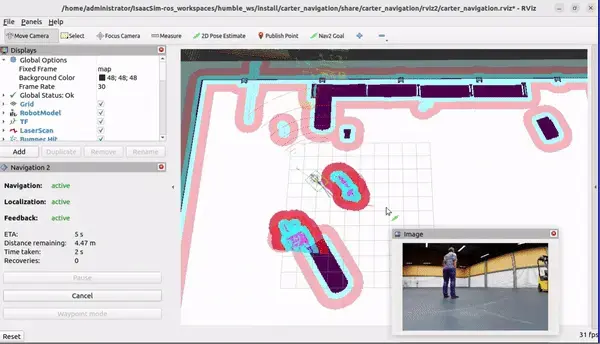 /home/administrator/IsaacSim-ros_workspaces/humble_ws/install/carter_navigation/share/carter_navigation/rviz2/carter_navigation.rviz* - RViz
File Panels Help
Move Camera Select Focus Camera Measure 2D Pose Estimate Publish Point Nav2 Goal
Displays
Global Options
Fixed Frame map
Background Color 48; 48; 48
Frame Rate 30
Global Status: Ok
Grid
RobotModel
TF
LaserScan
Bumper Hit
Add Duplicate Remove Rename
Navigation 2
Navigation: active
Localization: active
Feedback: active
ETA: 5 s
Distance remaining: 4.47 m
Time taken: 2 s
Recoveries: 0
Pause
Cancel
Waypoint mode
Image
Reset
31 fps